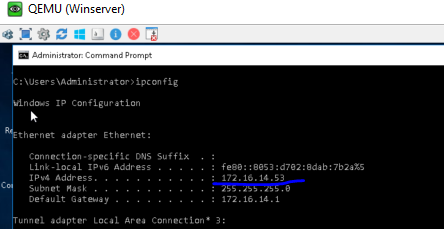 QEMU (Winserver)
Administrator: Command Prompt
C:\Users\Administrator>ipconfig
Windows IP Configuration
Ethernet adapter Ethernet:
Connection-specific DNS Suffix . :
Link-local IPv6 Address . . . . . : fe80::8053:d702:8dab:7b2a%5
IPv4 Address. . . . . . . . . . . : 172.16.14.53
Subnet Mask . . . . . . . . . . . : 255.255.255.0
Default Gateway . . . . . . . . . : 172.16.14.1
Tunnel adapter Local Area Connection* 3: